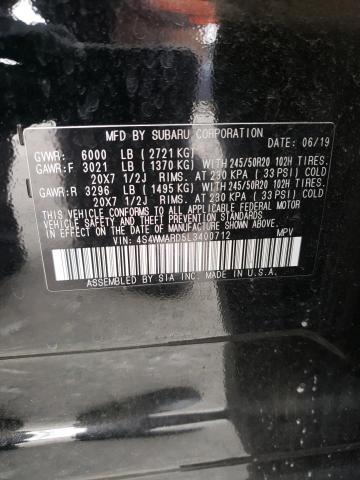 MFD BY SUBARU CORPORATION DATE: 06/19
GVWR: 6000 LB (2721 KG)
GAWR:F 3021 LB (1370 KG) WITH 245/50R20 102H TIRES.
20X7 1/2J RIMS. AT 230 KPA (33 PSI) COLD
GAWR:R 3296 LB (1495 KG) WITH 245/50R20 102H TIRES.
20X7 1/2J RIMS. AT 230 KPA (33 PSI) COLD
THIS VEHICLE CONFORMS TO ALL APPLICABLE FEDERAL MOTOR
VEHICLE SAFETY AND THEFT PREVENTION STANDARDS IN
EFFECT ON THE DATE OF MANUFACTURE SHOWN ABOVE.
VIN: 4S4WMARD5L3400712 MPV
ASSEMBLED BY SIA INC. MADE IN U.S.A.